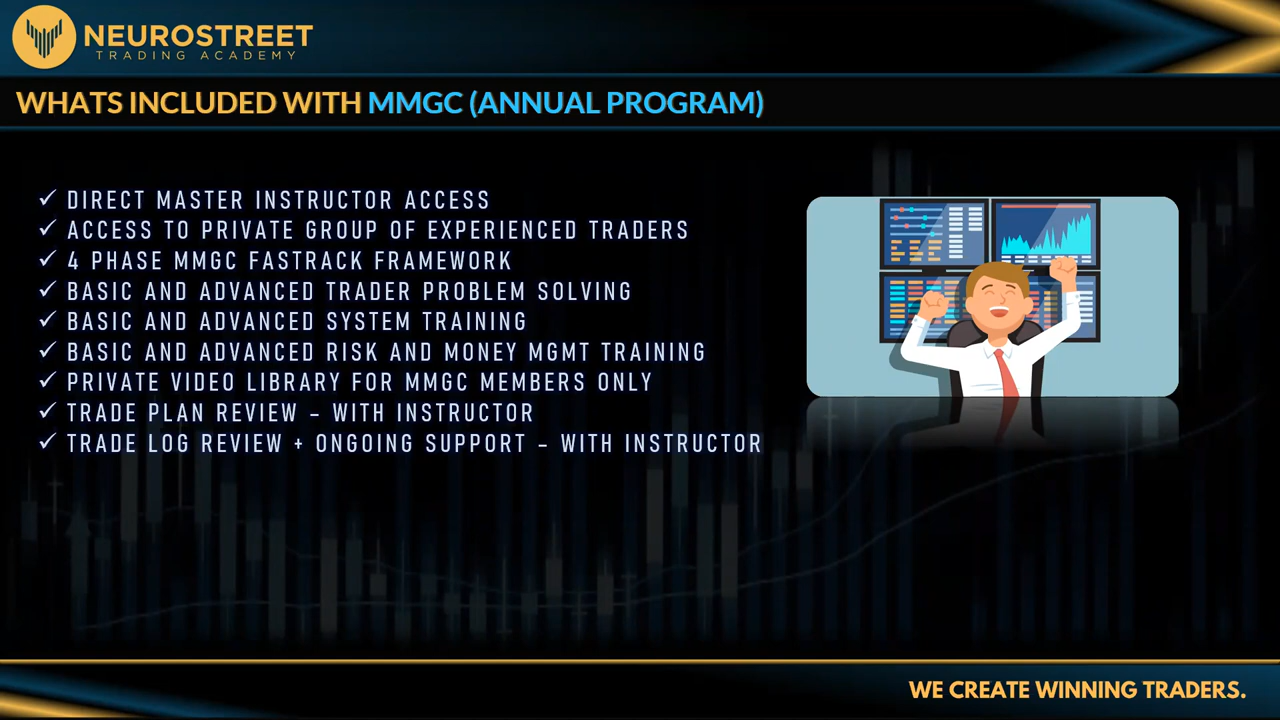 NEUROSTREET
TRADING ACADEMY
WHATS INCLUDED WITH MMGC (ANNUAL PROGRAM)
✓ DIRECT MASTER INSTRUCTOR ACCESS
✓ ACCESS TO PRIVATE GROUP OF EXPERIENCED TRADERS
✓ 4 PHASE MMGC FASTRACK FRAMEWORK
✓ BASIC AND ADVANCED TRADER PROBLEM SOLVING
✓ BASIC AND ADVANCED SYSTEM TRAINING
✓ BASIC AND ADVANCED RISK AND MONEY MGMT TRAINING
✓ PRIVATE VIDEO LIBRARY FOR MMGC MEMBERS ONLY
✓ TRADE PLAN REVIEW – WITH INSTRUCTOR
✓ TRADE LOG REVIEW + ONGOING SUPPORT – WITH INSTRUCTOR
WE CREATE WINNING TRADERS.